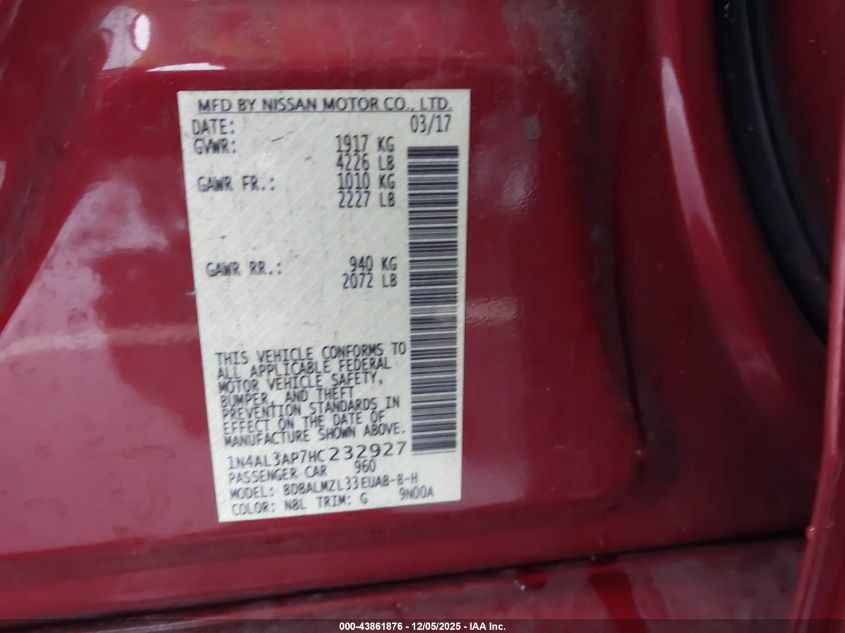 MFD BY NISSAN MOTOR CO., LTD.
DATE: 03/17
GVWR: 1917 KG
4226 LB
GAWR FR.: 1010 KG
2227 LB
GAWR RR.: 940 KG
2072 LB
THIS VEHICLE CONFORMS TO
ALL APPLICABLE FEDERAL
MOTOR VEHICLE SAFETY,
BUMPER, AND THEFT
PREVENTION STANDARDS IN
EFFECT ON THE DATE OF
MANUFACTURE SHOWN ABOVE.
1N4AL3AP7HC232927
PASSENGER CAR 960
MODEL: BDBALMZL33EUAB-B-H
COLOR: NBL TRIM: G 9N00A
000-43861876 • 12/05/2025 - IAA Inc.